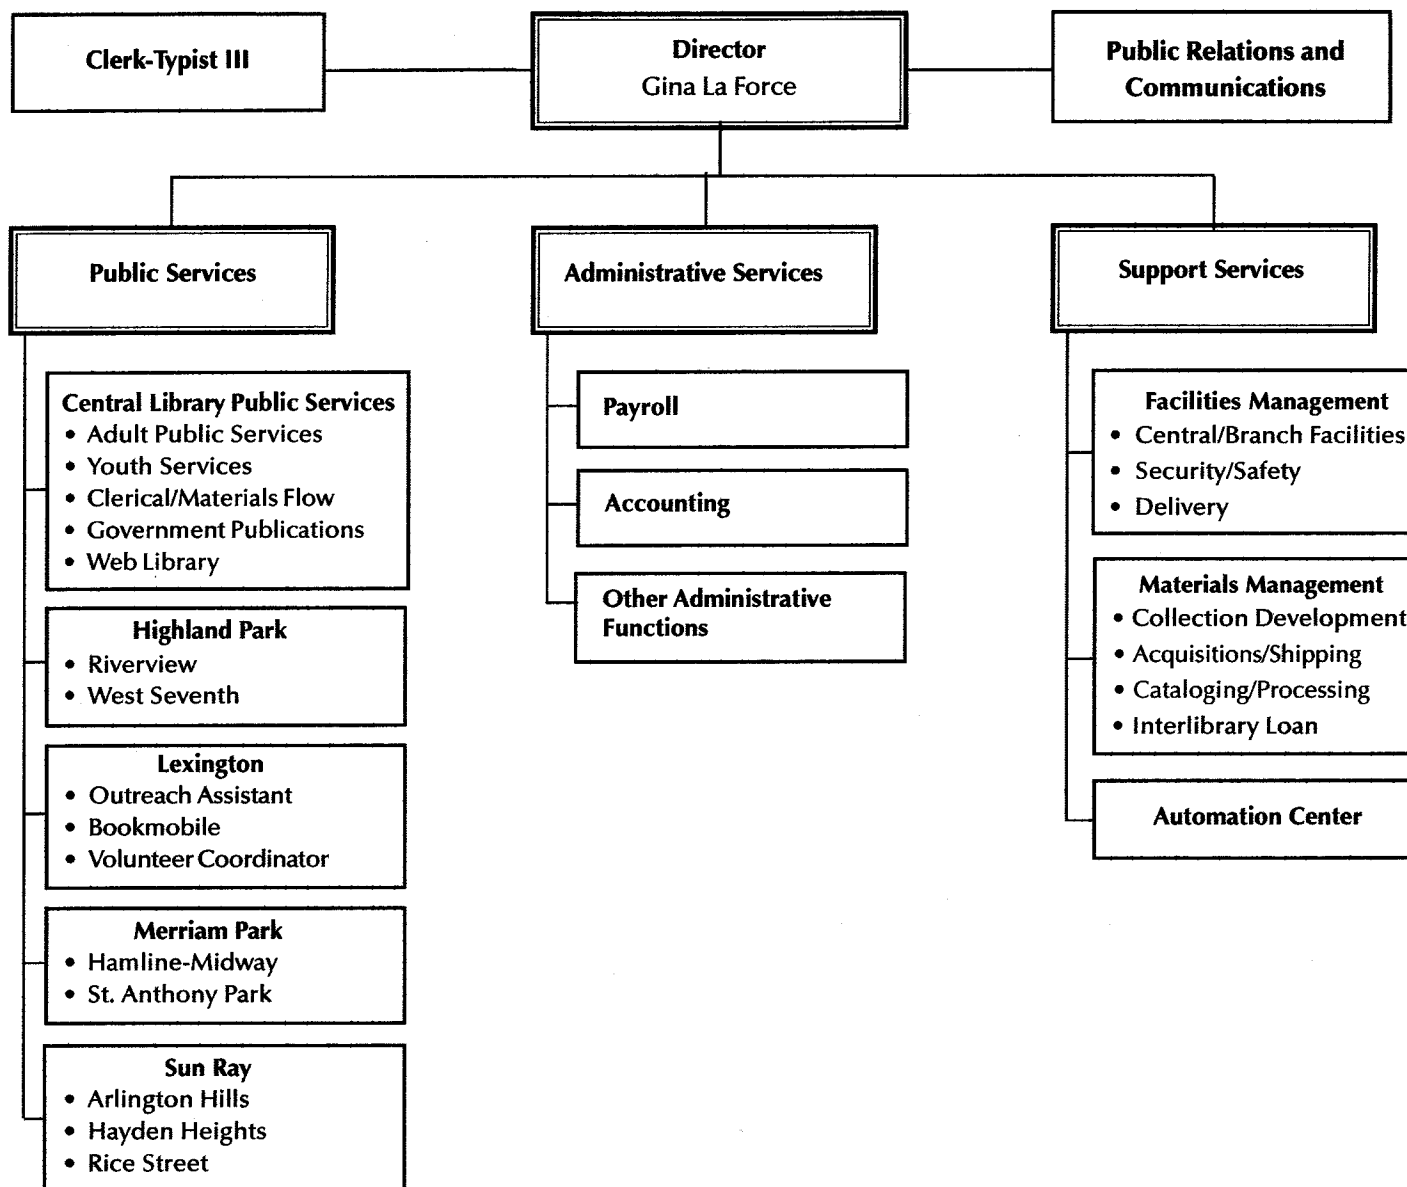 Clerk-Typist III
Director
Gina La Force
Public Relations and
Communications
Public Services
Administrative Services
Support Services
Central Library Public Services
• Adult Public Services
• Youth Services
• Clerical/Materials Flow
• Government Publications
• Web Library
Highland Park
• Riverview
• West Seventh
Lexington
• Outreach Assistant
• Bookmobile
• Volunteer Coordinator
Merriam Park
• Hamline-Midway
• St. Anthony Park
Sun Ray
• Arlington Hills
• Hayden Heights
• Rice Street
Payroll
Accounting
Other Administrative
Functions
Facilities Management
• Central/Branch Facilities
• Security/Safety
• Delivery
Materials Management
• Collection Development
• Acquisitions/Shipping
• Cataloging/Processing
• Interlibrary Loan
Automation Center